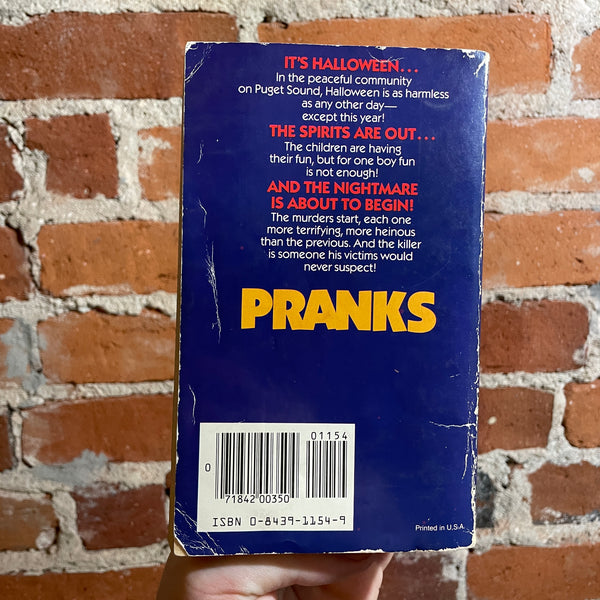 IT'S HALLOWEEN...
In the peaceful community
on Puget Sound, Halloween is as harmless
as any other day—
except this year!
THE SPIRITS ARE OUT...
The children are having
their fun, but for one boy fun
is not enough!
AND THE NIGHTMARE
IS ABOUT TO BEGIN!
The murders start, each one
more terrifying, more heinous
than the previous. And the killer
is someone his victims would
never suspect!
PRANKS
01154
0
71842 00350
ISBN 0-8439-1154-9
Printed in U.S.A.